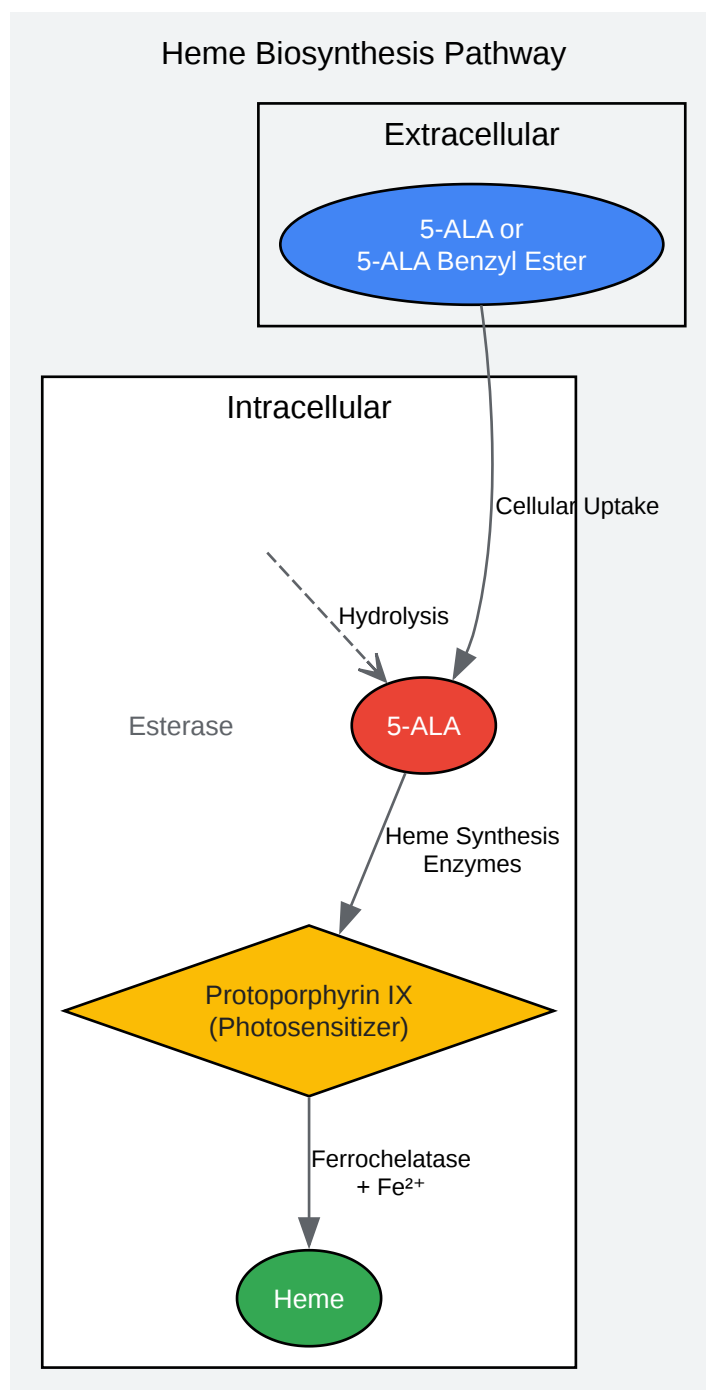 Heme Biosynthesis Pathway
Extracellular
5-ALA or
5-ALA Benzyl Ester
Intracellular
Cellular Uptake
Hydrolysis
Esterase
5-ALA
Heme Synthesis
Enzymes
Protoporphyrin IX
(Photosensitizer)
Ferrochelatase
+ Fe²⁺
Heme